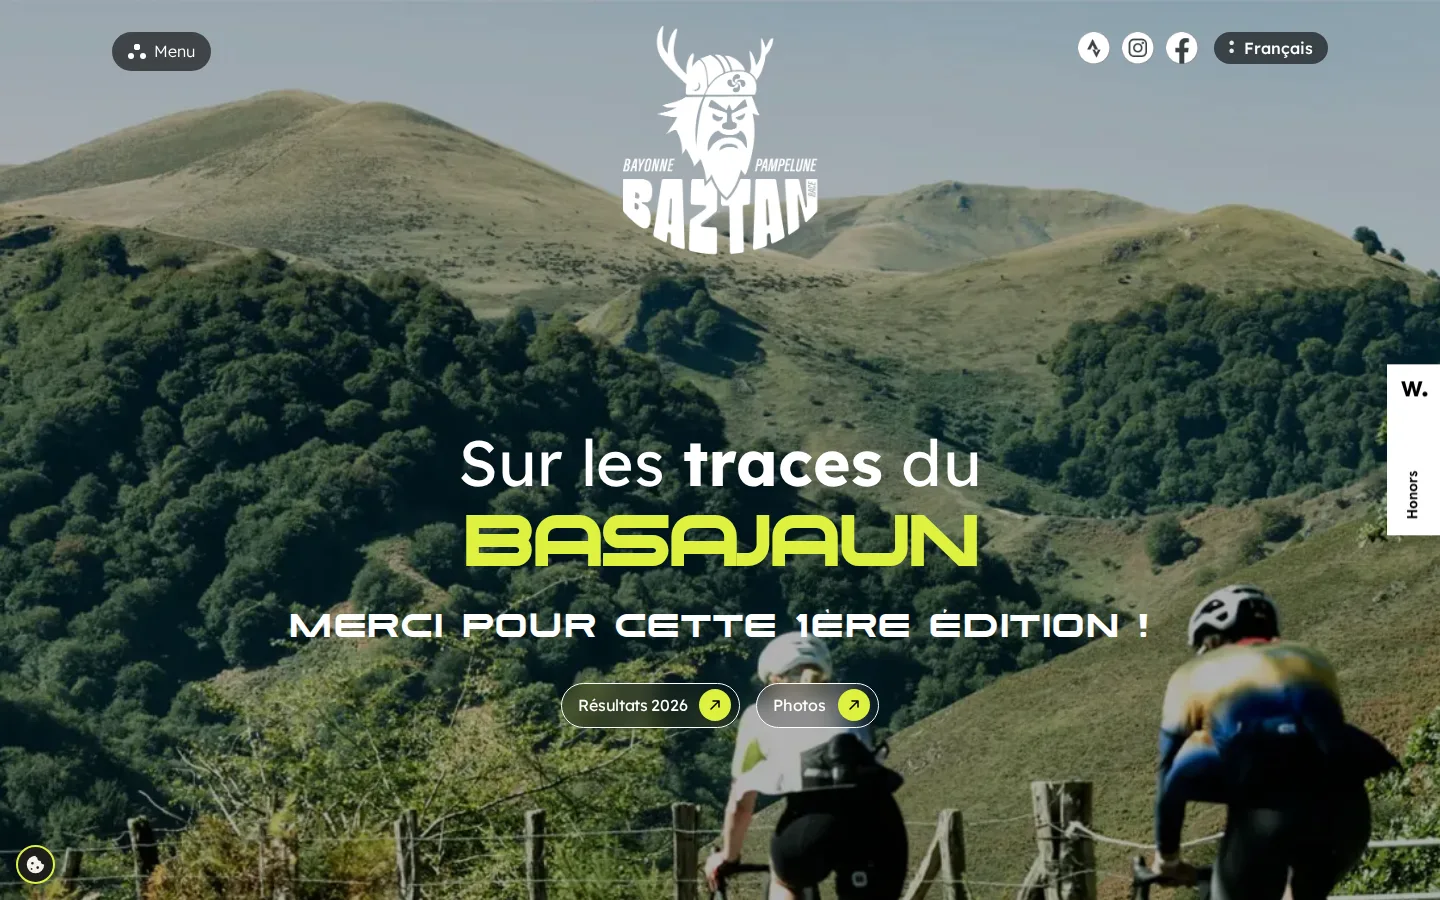 Menu
Français
BAYONNE PAMPELUNE
BAZTAN
RACE
W.
Honors
Sur les traces du
BASAJAUN
MERCI POUR CETTE 1ÈRE ÉDITION !
Résultats 2026
Photos